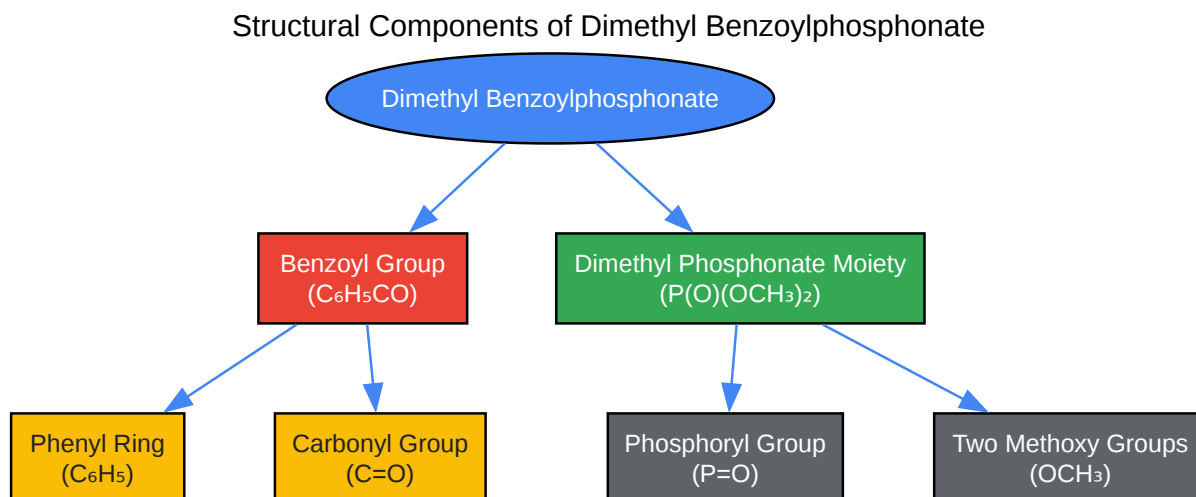 Structural Components of Dimethyl Benzoylphosphonate
Dimethyl Benzoylphosphonate
Benzoyl Group
(C₆H₅CO)
Dimethyl Phosphonate Moiety
(P(O)(OCH₃)₂)
Phenyl Ring
(C₆H₅)
Carbonyl Group
(C=O)
Phosphoryl Group
(P=O)
Two Methoxy Groups
(OCH₃)